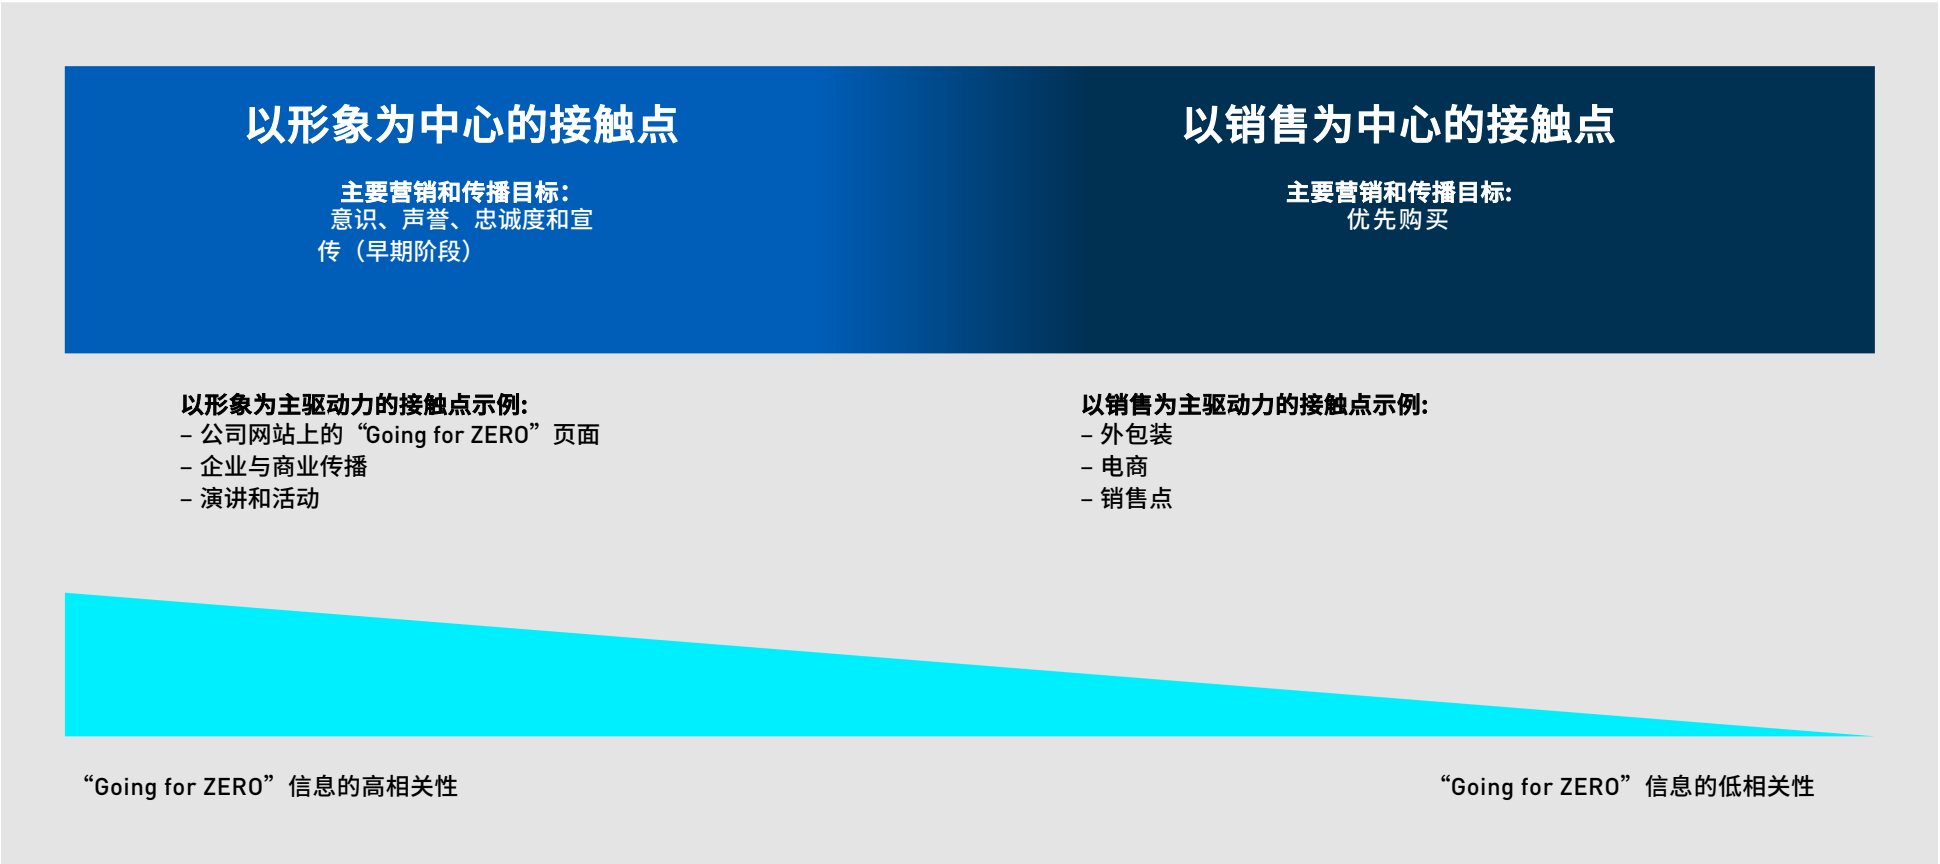 以形象为中心的接触点
主要营销和传播目标：
意识、声誉、忠诚度和宣
传（早期阶段）
以销售为中心的接触点
主要营销和传播目标:
优先购买
以形象为主驱动力的接触点示例:
– 公司网站上的“Going for ZERO”页面
– 企业与商业传播
– 演讲和活动
以销售为主驱动力的接触点示例:
– 外包装
– 电商
– 销售点
“Going for ZERO”信息的高相关性
“Going for ZERO”信息的低相关性